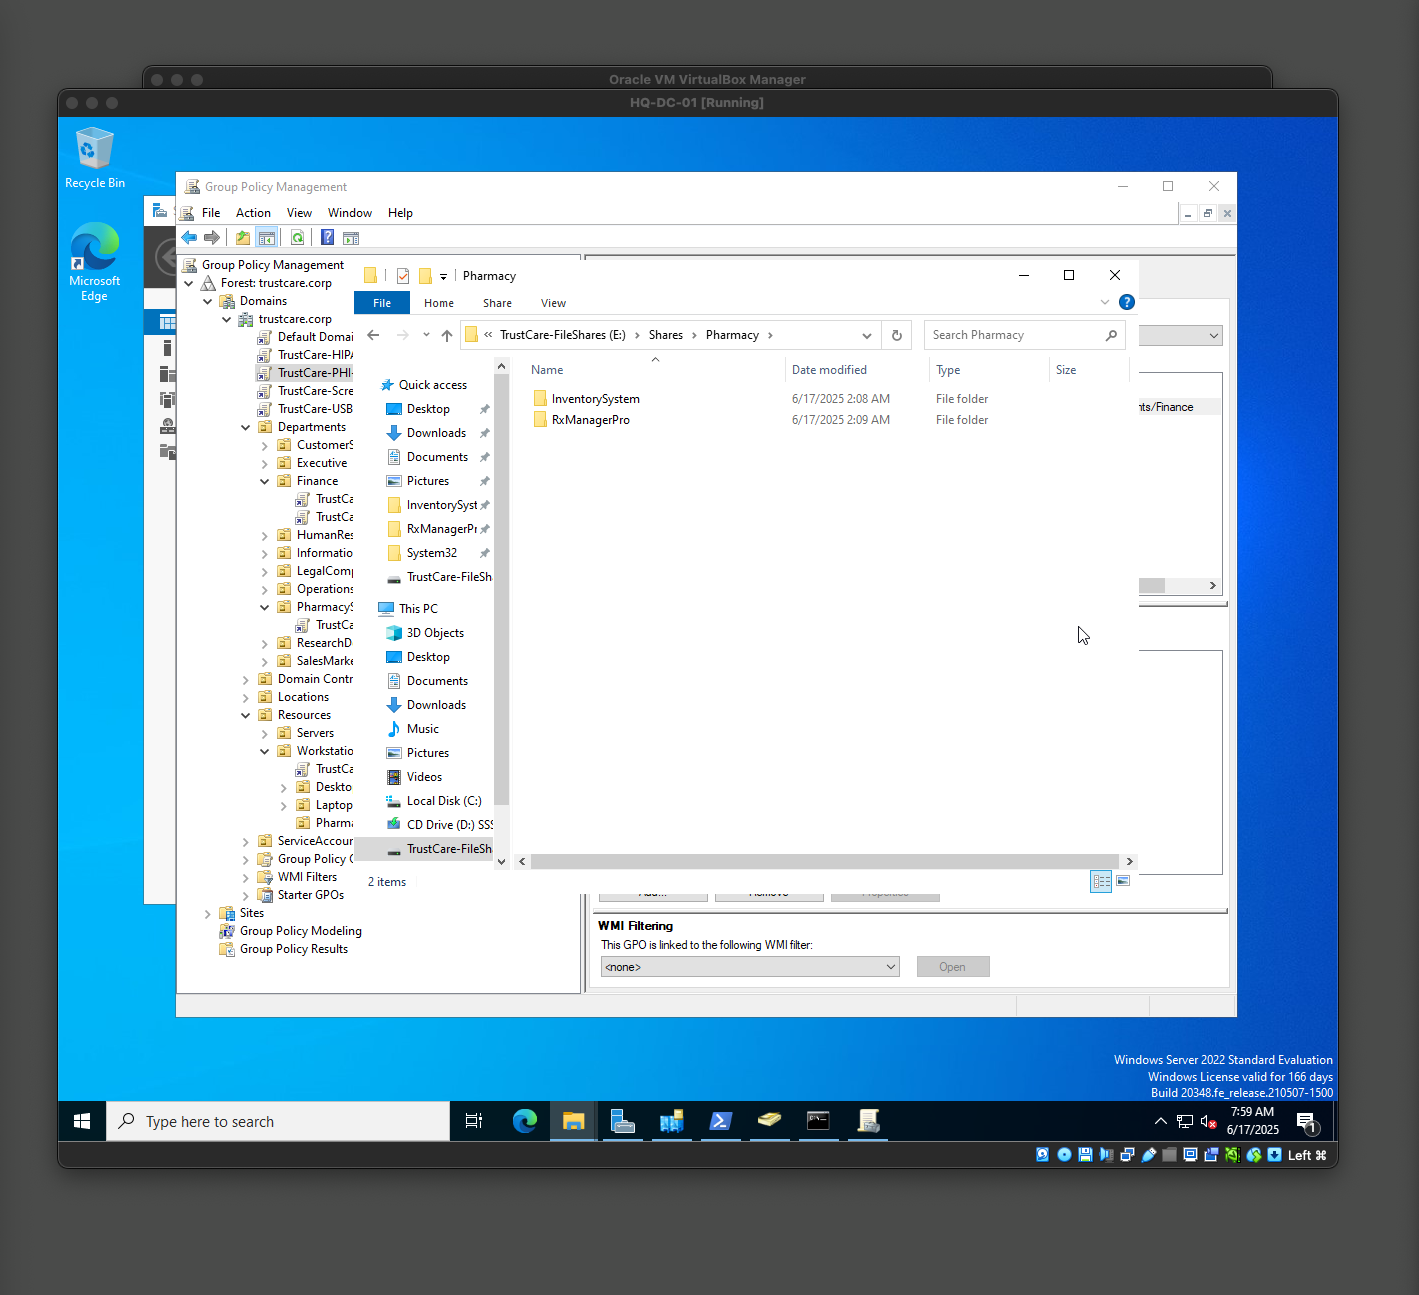 Oracle VM VirtualBox Manager
HQ-DC-01 [Running]
Recycle Bin
Microsoft
Edge
Group Policy Management
File Action View Window Help
Group Policy Management
Forest: trustcare.corp
Domains
trustcare.corp
Default Domai
TrustCare-HIPA
TrustCare-PHI-
TrustCare-Scre
TrustCare-USB
Departments
CustomerS
Executive
Finance
TrustCa
TrustCa
HumanRes
Informatio
LegalComp
Operations
PharmacyS
TrustCa
ResearchD
SalesMarke
Domain Contr
Locations
Resources
Servers
Workstatio
TrustCa
Deskto
Laptop
Pharma
ServiceAccour
Group Policy C
WMI Filters
Starter GPOs
Sites
Group Policy Modeling
Group Policy Results
Pharmacy
File Home Share View
« TrustCare-FileShares (E:) › Shares › Pharmacy ›
Search Pharmacy
Quick access
Desktop
Downloads
Documents
Pictures
InventorySyst
RxManagerPr
System32
TrustCare-FileSh
This PC
3D Objects
Desktop
Documents
Downloads
Music
Pictures
Videos
Local Disk (C:)
CD Drive (D:) SSS
TrustCare-FileSh
Name Date modified Type Size
InventorySystem 6/17/2025 2:08 AM File folder
RxManagerPro 6/17/2025 2:09 AM File folder
2 items
nts/Finance
Add... Remove Properties
WMI Filtering
This GPO is linked to the following WMI filter:
<none>
Open
Windows Server 2022 Standard Evaluation
Windows License valid for 166 days
Build 20348.fe_release.210507-1500
Type here to search
7:59 AM
6/17/2025
1
Left ⌘